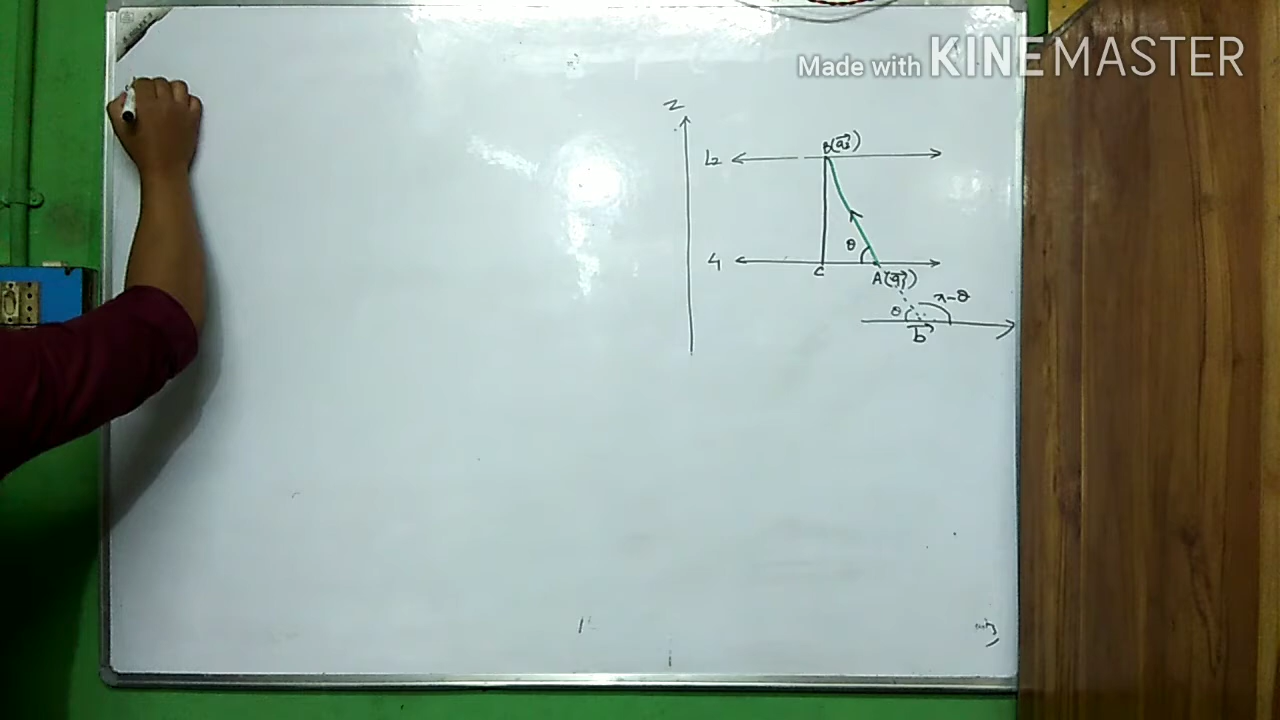 Made with KINEMASTER
Z
B(a⃗₂)
L₂
θ
L₁
C
A(a⃗₁)
π-θ
θ
b⃗